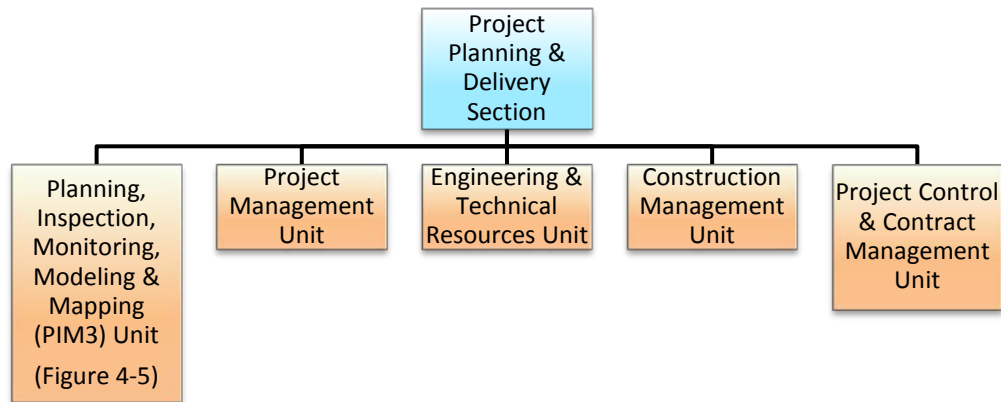 Project
Planning &
Delivery
Section
Planning,
Inspection,
Monitoring,
Modeling &
Mapping
(PIM3) Unit
(Figure 4-5)
Project
Management
Unit
Engineering &
Technical
Resources Unit
Construction
Management
Unit
Project Control
& Contract
Management
Unit